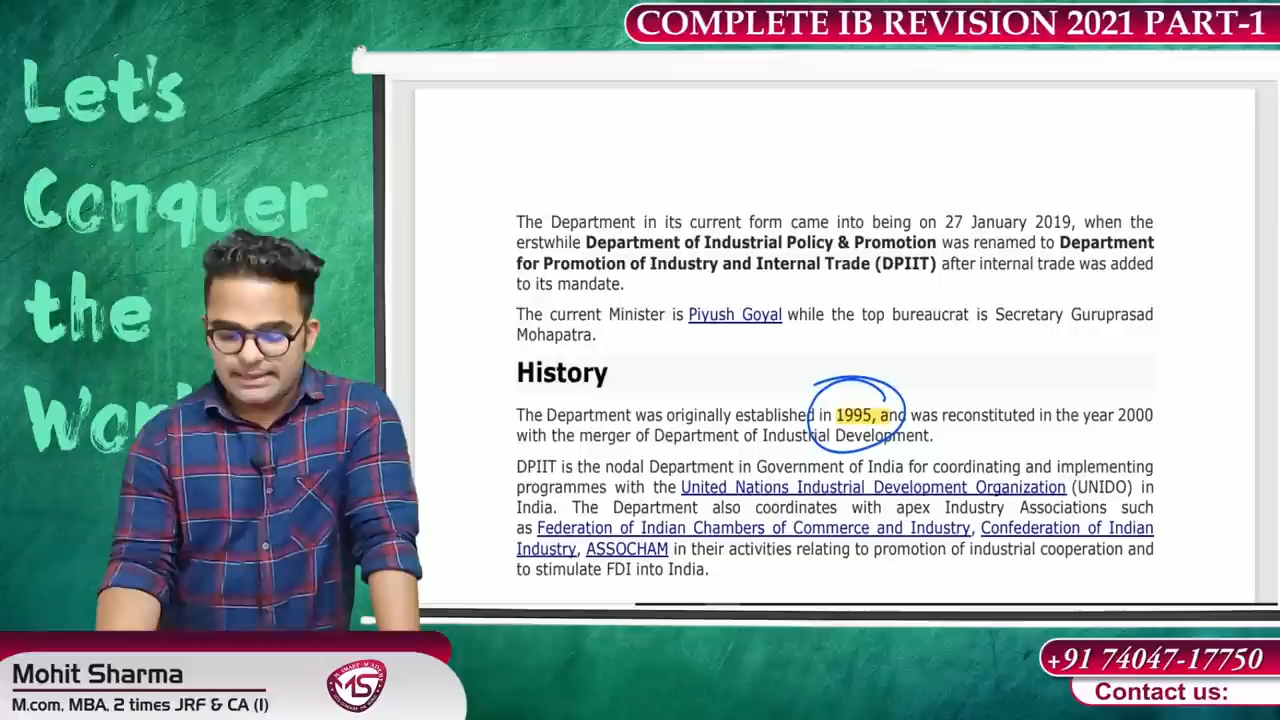 COMPLETE IB REVISION 2021 PART-1
Let's
Conquer
the
The Department in its current form came into being on 27 January 2019, when the
erstwhile Department of Industrial Policy & Promotion was renamed to Department
for Promotion of Industry and Internal Trade (DPIIT) after internal trade was added
to its mandate.
The current Minister is Piyush Goyal while the top bureaucrat is Secretary Guruprasad
Mohapatra.
History
The Department was originally established in 1995, and was reconstituted in the year 2000
with the merger of Department of Industrial Development.
DPIIT is the nodal Department in Government of India for coordinating and implementing
programmes with the United Nations Industrial Development Organization (UNIDO) in
India. The Department also coordinates with apex Industry Associations such
as Federation of Indian Chambers of Commerce and Industry, Confederation of Indian
Industry, ASSOCHAM in their activities relating to promotion of industrial cooperation and
to stimulate FDI into India.
Mohit Sharma
M.com, MBA, 2 times JRF & CA (I)
MS
+91 74047-17750
Contact us: